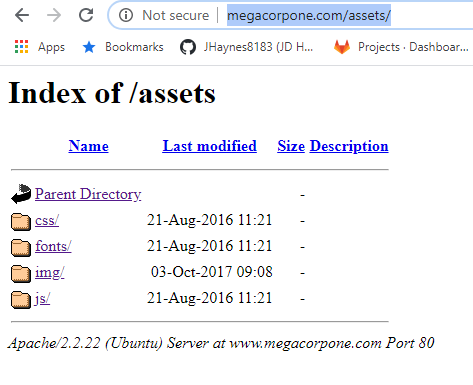 Not secure | megacorpone.com/assets/
Apps Bookmarks JHaynes8183 (JD H... Projects · Dashboar...
Index of /assets
Name Last modified Size Description
Parent Directory -
css/ 21-Aug-2016 11:21 -
fonts/ 21-Aug-2016 11:21 -
img/ 03-Oct-2017 09:08 -
js/ 21-Aug-2016 11:21 -
Apache/2.2.22 (Ubuntu) Server at www.megacorpone.com Port 80